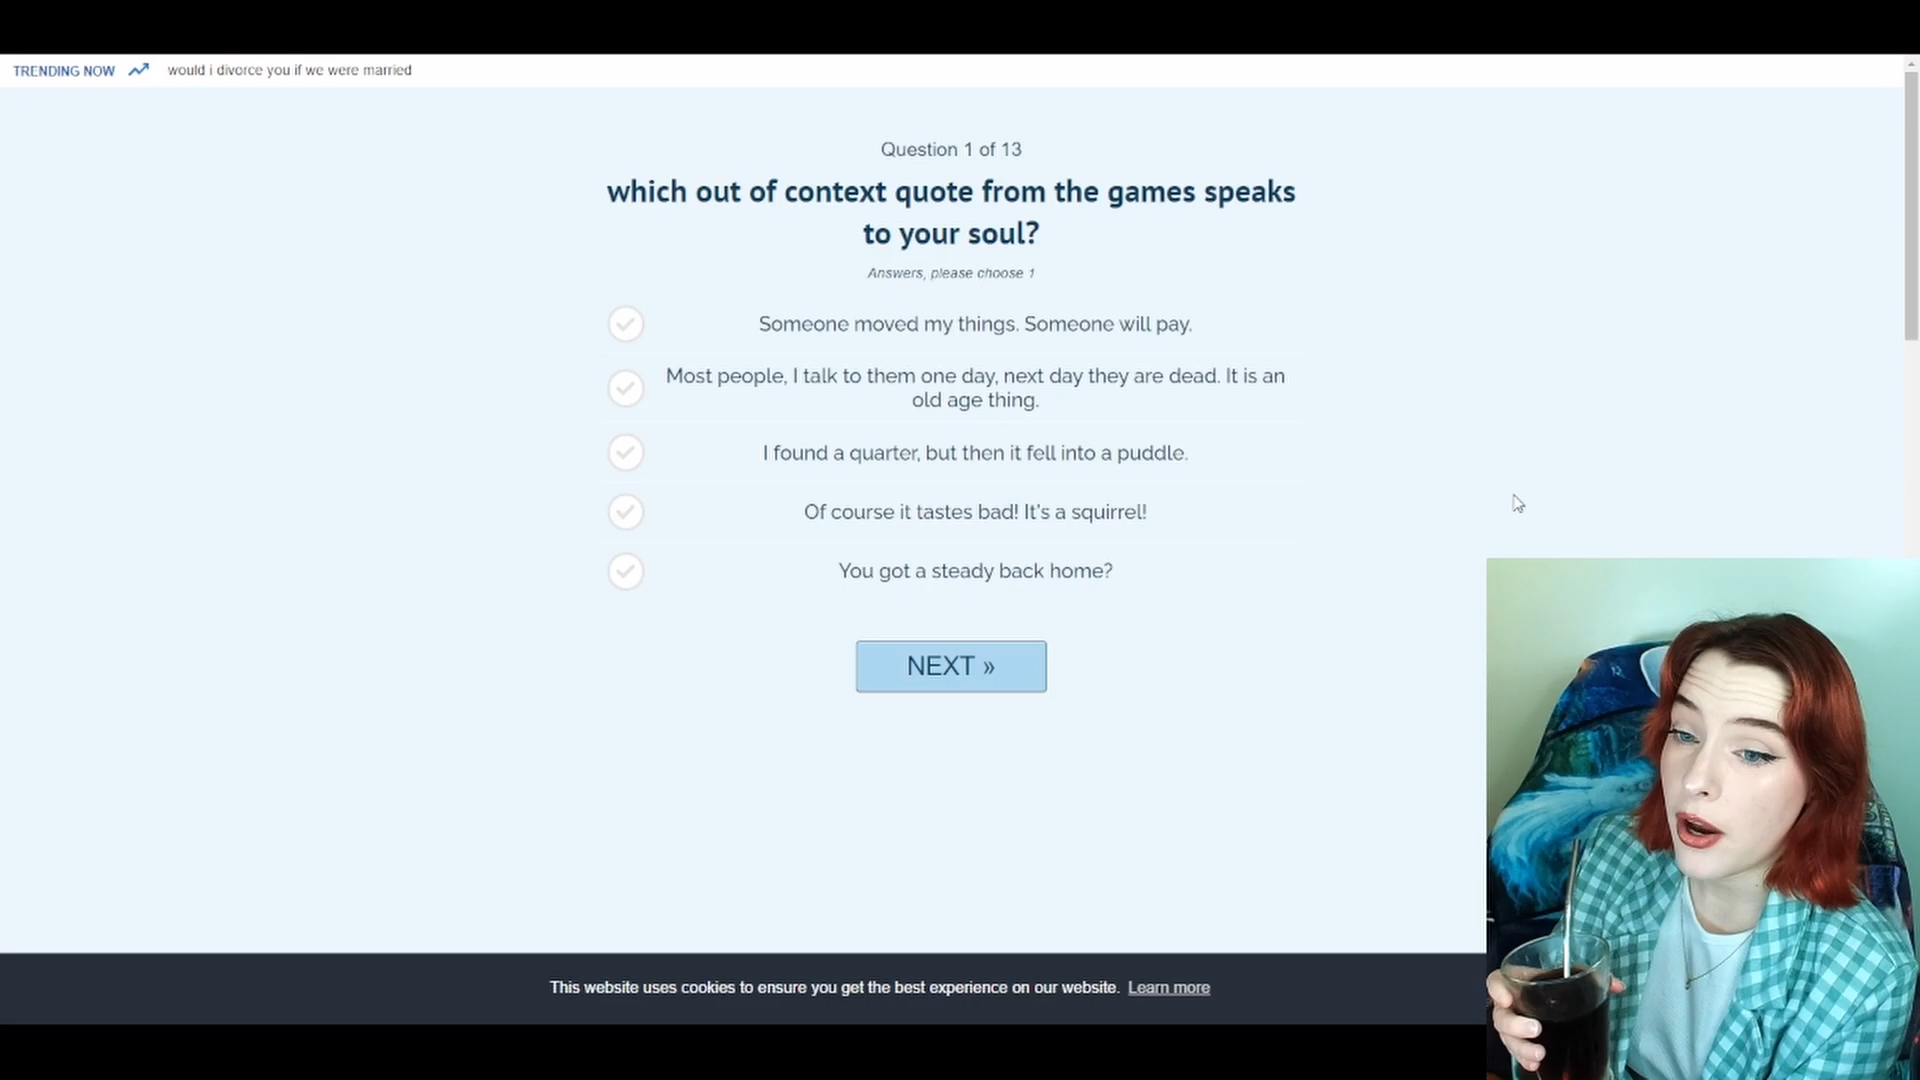 TRENDING NOW would i divorce you if we were married
Question 1 of 13
which out of context quote from the games speaks
to your soul?
Answers, please choose 1
Someone moved my things. Someone will pay.
Most people, I talk to them one day, next day they are dead. It is an
old age thing.
I found a quarter, but then it fell into a puddle.
Of course it tastes bad! It's a squirrel!
You got a steady back home?
NEXT »
This website uses cookies to ensure you get the best experience on our website. Learn more